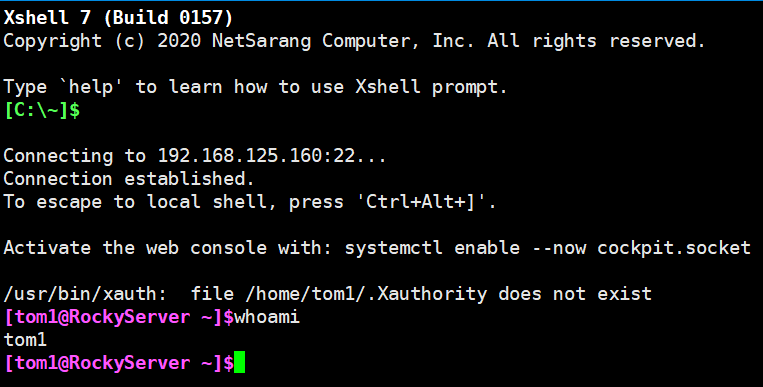 Xshell 7 (Build 0157)
Copyright (c) 2020 NetSarang Computer, Inc. All rights reserved.
Type `help' to learn how to use Xshell prompt.
[C:\~]$
Connecting to 192.168.125.160:22...
Connection established.
To escape to local shell, press 'Ctrl+Alt+]'.
Activate the web console with: systemctl enable --now cockpit.socket
/usr/bin/xauth:  file /home/tom1/.Xauthority does not exist
[tom1@RockyServer ~]$whoami
tom1
[tom1@RockyServer ~]$